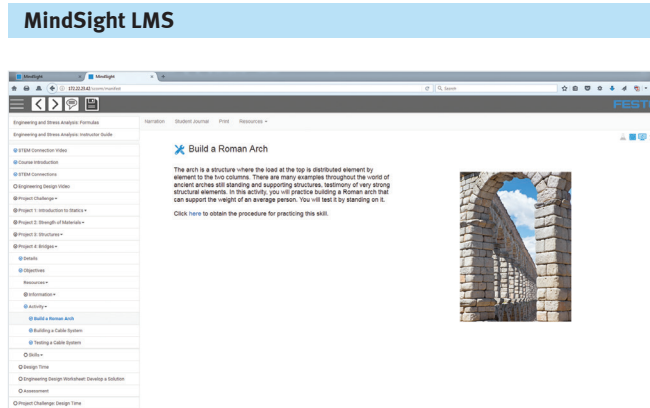 MindSight LMS
MindSight
MindSight
172.22.23.42/scorm/manifest
Search
FESTO
Engineering and Stress Analysis: Formulas
Engineering and Stress Analysis: Instructor Guide
STEM Connection Video
Course Introduction
STEM Connections
Engineering Design Video
Project Challenge
Project 1: Introduction to Statics
Project 2: Strength of Materials
Project 3: Structures
Project 4: Bridges
Details
Objectives
Resources
Information
Activity
Build a Roman Arch
Building a Cable System
Testing a Cable System
Skills
Design Time
Engineering Design Worksheet: Develop a Solution
Assessment
Project Challenge: Design Time
Narration Student Journal Print Resources
Build a Roman Arch
The arch is a structure where the load at the top is distributed element by
element to the two columns. There are many examples throughout the world of
ancient arches still standing and supporting structures, testimony of very strong
structural elements. In this activity, you will practice building a Roman arch that
can support the weight of an average person. You will test it by standing on it.
Click here to obtain the procedure for practicing this skill.